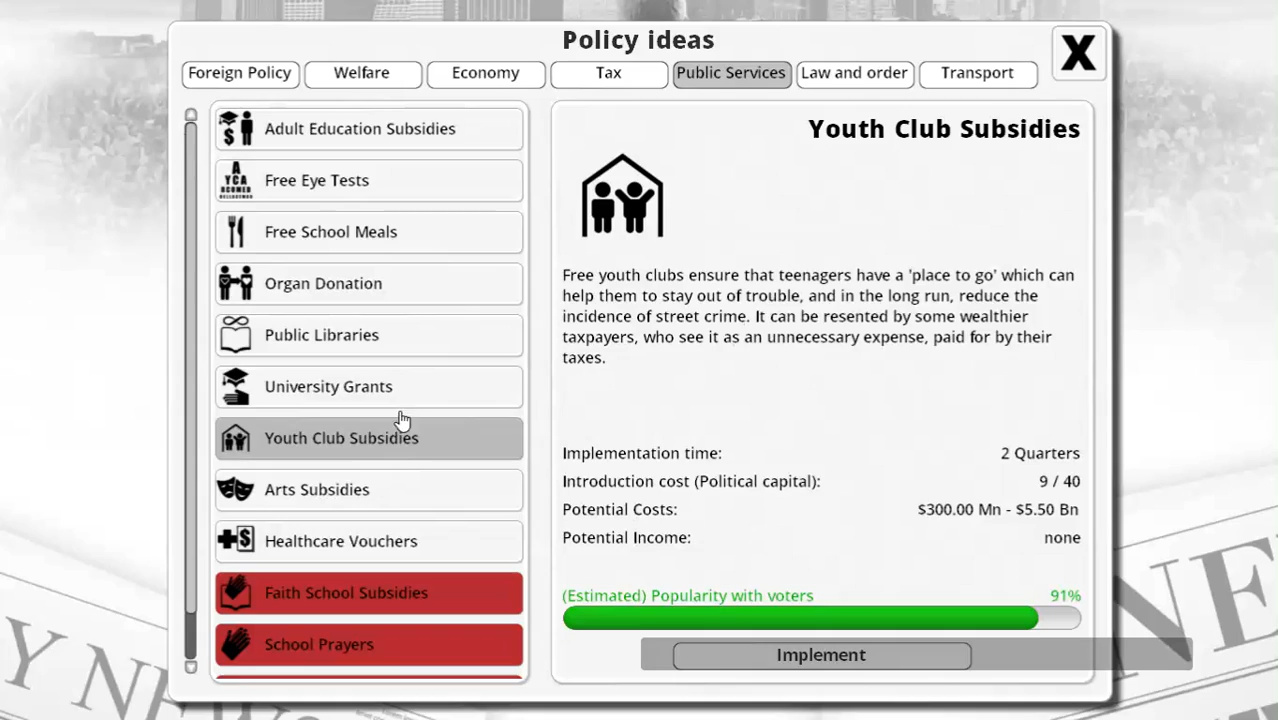 Policy ideas
X
Foreign Policy
Welfare
Economy
Tax
Public Services
Law and order
Transport
Adult Education Subsidies
Free Eye Tests
Free School Meals
Organ Donation
Public Libraries
University Grants
Youth Club Subsidies
Arts Subsidies
Healthcare Vouchers
Faith School Subsidies
School Prayers
Youth Club Subsidies
Free youth clubs ensure that teenagers have a 'place to go' which can
help them to stay out of trouble, and in the long run, reduce the
incidence of street crime. It can be resented by some wealthier
taxpayers, who see it as an unnecessary expense, paid for by their
taxes.
Implementation time: 2 Quarters
Introduction cost (Political capital): 9 / 40
Potential Costs: $300.00 Mn - $5.50 Bn
Potential Income: none
(Estimated) Popularity with voters 91%
Implement